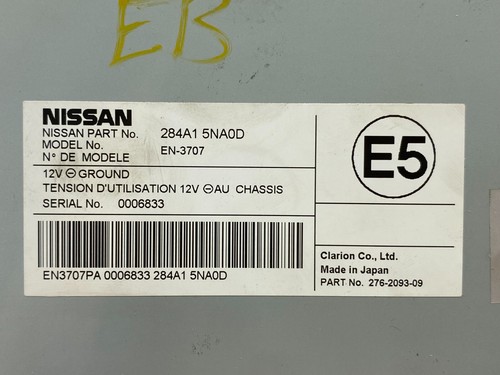 EB
NISSAN
NISSAN PART No. 284A1 5NA0D
MODEL No.
N° DE MODELE EN-3707
12V ⊖ GROUND
TENSION D'UTILISATION 12V ⊖ AU CHASSIS
SERIAL No. 0006833
EN3707PA 0006833 284A1 5NA0D
E5
Clarion Co., Ltd.
Made in Japan
PART No. 276-2093-09